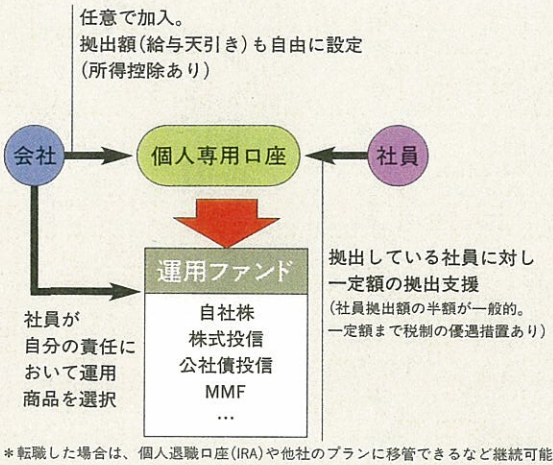 任意で加入。
拠出額(給与天引き)も自由に設定
(所得控除あり)
会社
個人専用口座
社員
運用ファンド
自社株
株式投信
公社債投信
MMF
…
社員が
自分の責任に
おいて運用
商品を選択
拠出している社員に対し
一定額の拠出支援
(社員拠出額の半額が一般的。
一定額まで税制の優遇措置あり)
*転職した場合は、個人退職口座(IRA)や他社のプランに移管できるなど継続可能